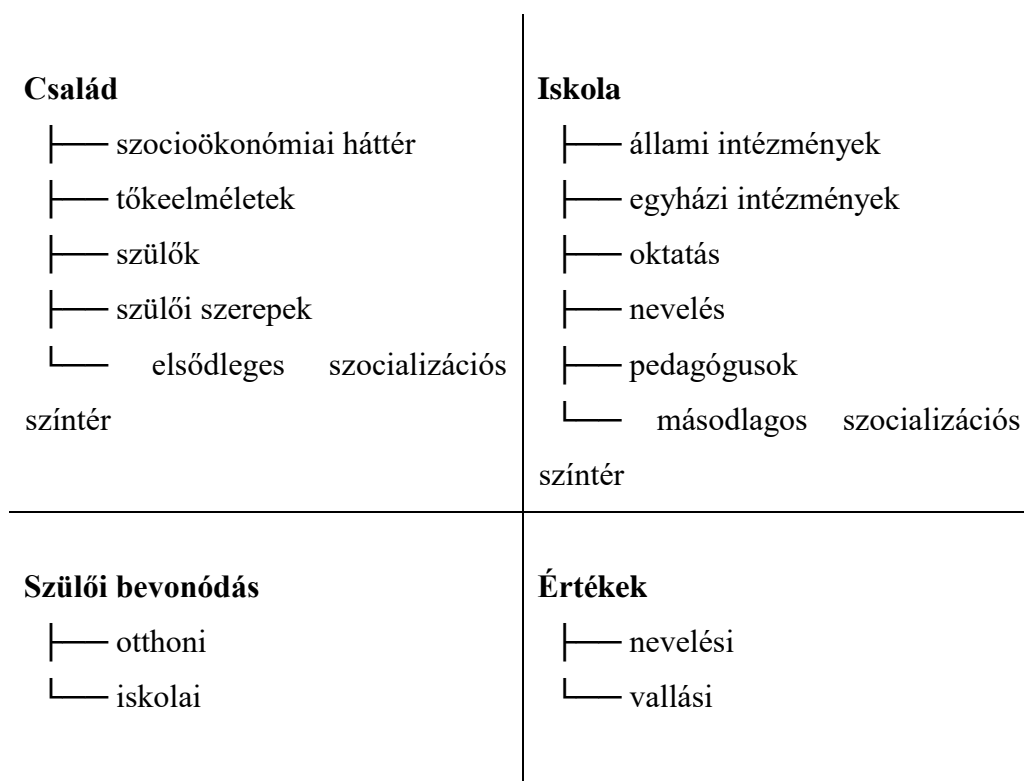 Család
├── szocioökonómiai háttér
├── tőkeelméletek
├── szülők
├── szülői szerepek
└── elsődleges szocializációs
színtér
Iskola
├── állami intézmények
├── egyházi intézmények
├── oktatás
├── nevelés
├── pedagógusok
└── másodlagos szocializációs
színtér
Szülői bevonódás
├── otthoni
└── iskolai
Értékek
├── nevelési
└── vallási